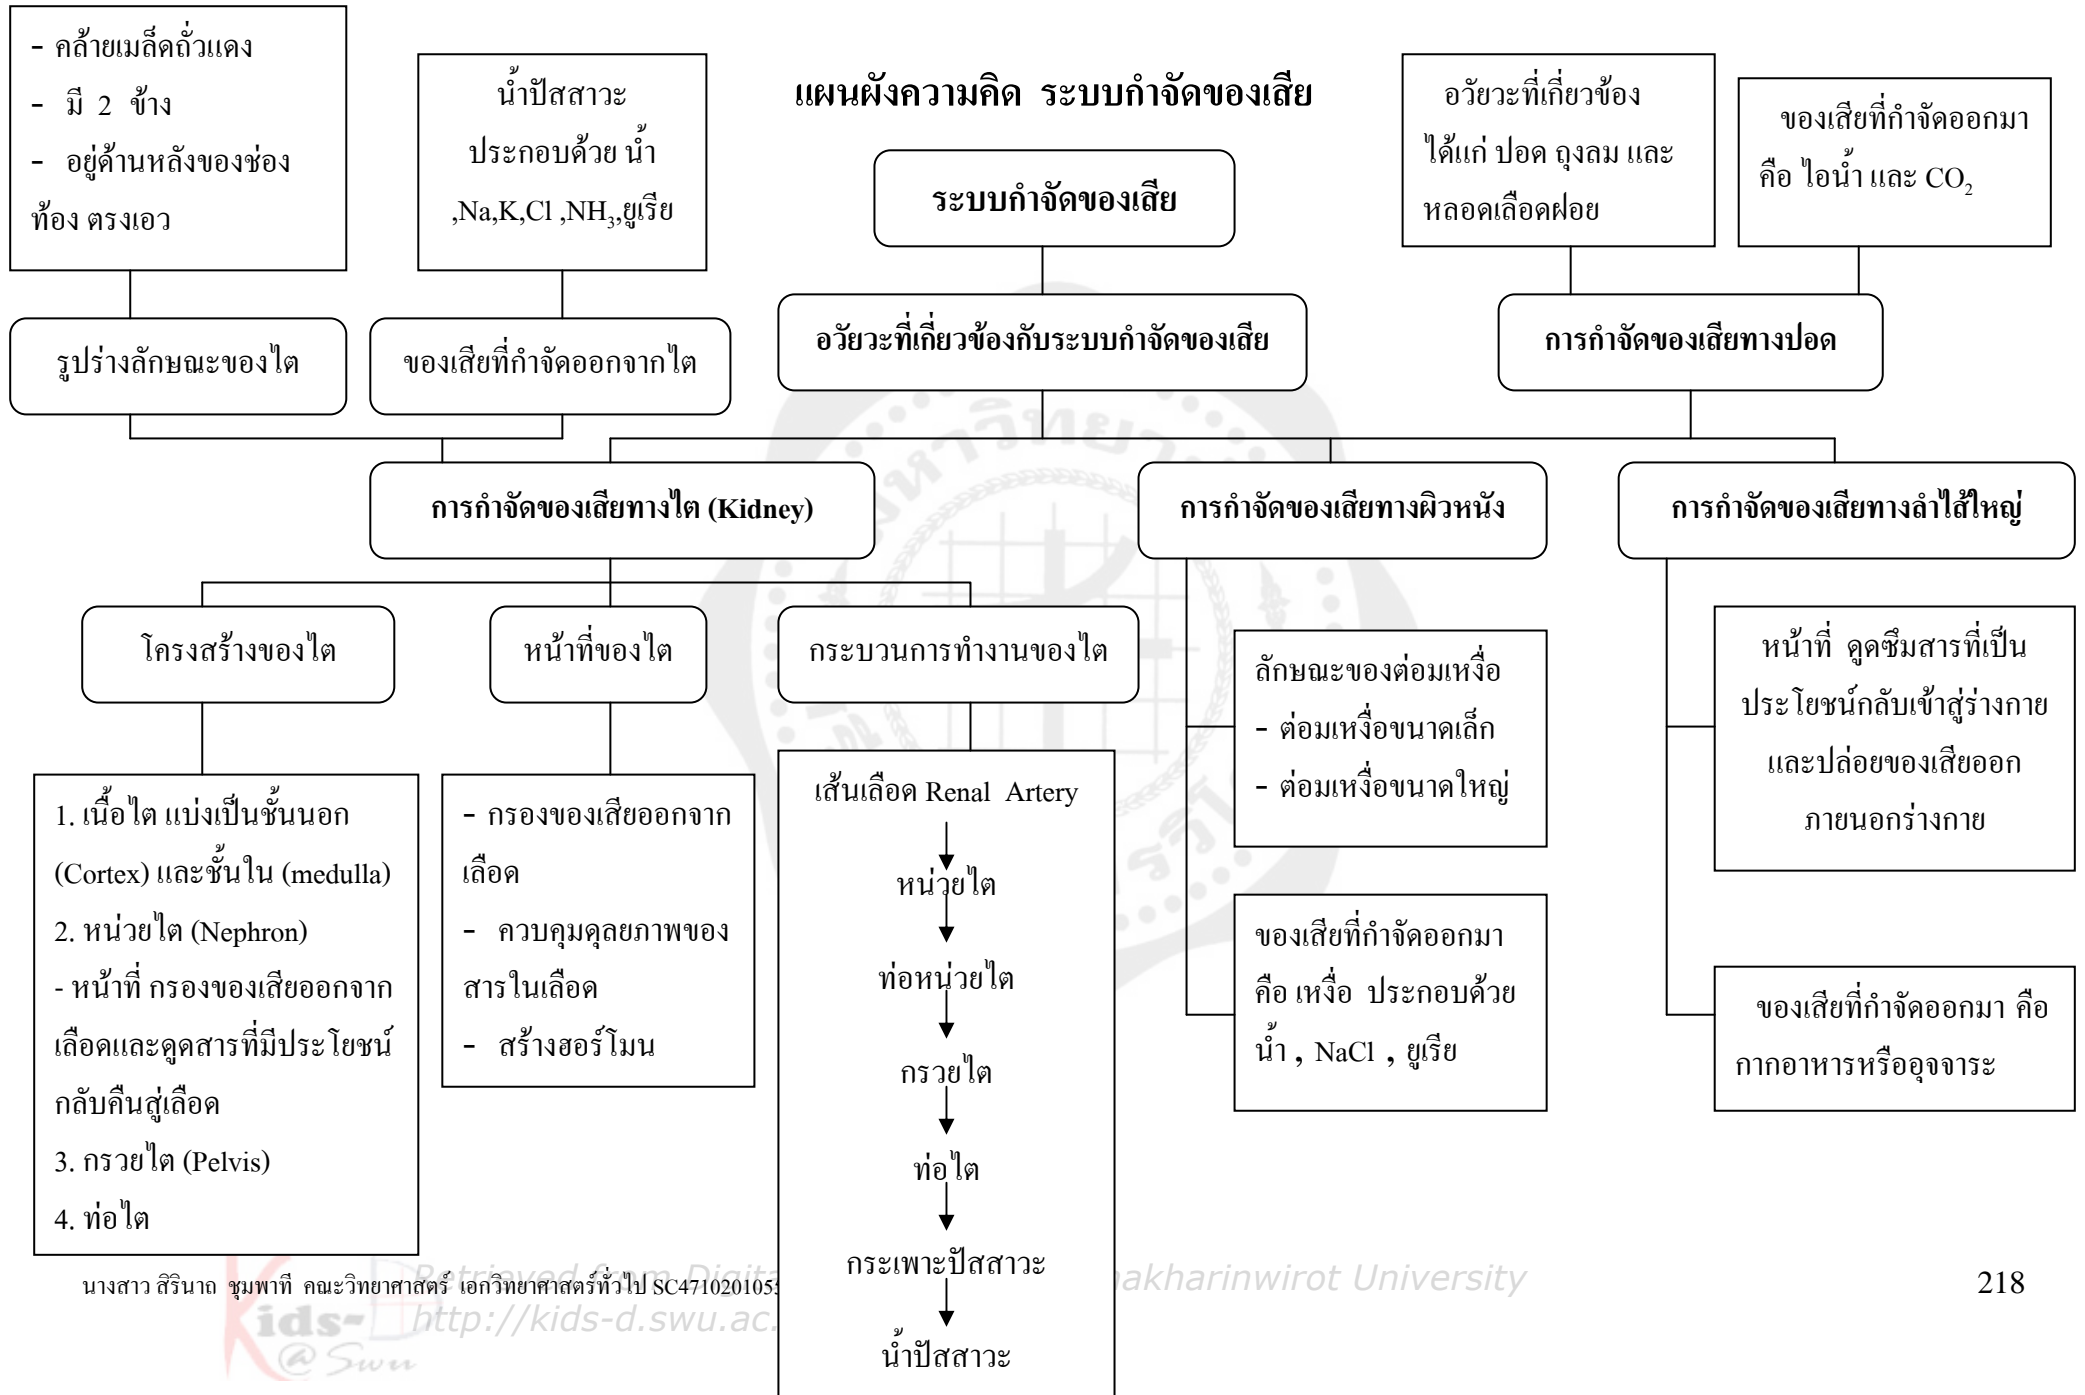 - คล้ายเมล็ดถั่วแดง
- มี 2 ข้าง
- อยู่ด้านหลังของช่อง
ท้อง ตรงเอว
น้ำปัสสาวะ
ประกอบด้วย น้ำ
,Na,K,Cl ,NH₃,ยูเรีย
แผนผังความคิด ระบบกำจัดของเสีย
ระบบกำจัดของเสีย
อวัยวะที่เกี่ยวข้อง
ได้แก่ ปอด ถุงลม และ
หลอดเลือดฝอย
ของเสียที่กำจัดออกมา
คือ ไอน้ำ และ CO₂
รูปร่างลักษณะของไต
ของเสียที่กำจัดออกจากไต
อวัยวะที่เกี่ยวข้องกับระบบกำจัดของเสีย
การกำจัดของเสียทางปอด
การกำจัดของเสียทางไต (Kidney)
การกำจัดของเสียทางผิวหนัง
การกำจัดของเสียทางลำไส้ใหญ่
โครงสร้างของไต
หน้าที่ของไต
กระบวนการทำงานของไต
1. เนื้อไต แบ่งเป็นชั้นนอก
(Cortex) และชั้นใน (medulla)
2. หน่วยไต (Nephron)
- หน้าที่ กรองของเสียออกจาก
เลือดและดูดสารที่มีประโยชน์
กลับคืนสู่เลือด
3. กรวยไต (Pelvis)
4. ท่อไต
- กรองของเสียออกจาก
เลือด
- ควบคุมดุลยภาพของ
สารในเลือด
- สร้างฮอร์โมน
เส้นเลือด Renal Artery
หน่วยไต
ท่อหน่วยไต
กรวยไต
ท่อไต
กระเพาะปัสสาวะ
น้ำปัสสาวะ
ลักษณะของต่อมเหงื่อ
- ต่อมเหงื่อขนาดเล็ก
- ต่อมเหงื่อขนาดใหญ่
ของเสียที่กำจัดออกมา
คือ เหงื่อ ประกอบด้วย
น้ำ , NaCl , ยูเรีย
หน้าที่ ดูดซึมสารที่เป็น
ประโยชน์กลับเข้าสู่ร่างกาย
และปล่อยของเสียออก
ภายนอกร่างกาย
ของเสียที่กำจัดออกมา คือ
กากอาหารหรืออุจจาระ
นางสาว สิรินาถ ชุมพาที คณะวิทยาศาสตร์ เอกวิทยาศาสตร์ทั่วไป SC471020105
218
Retrieved from University
http://kids-d.swu.ac.
Kids-D
@ Swu